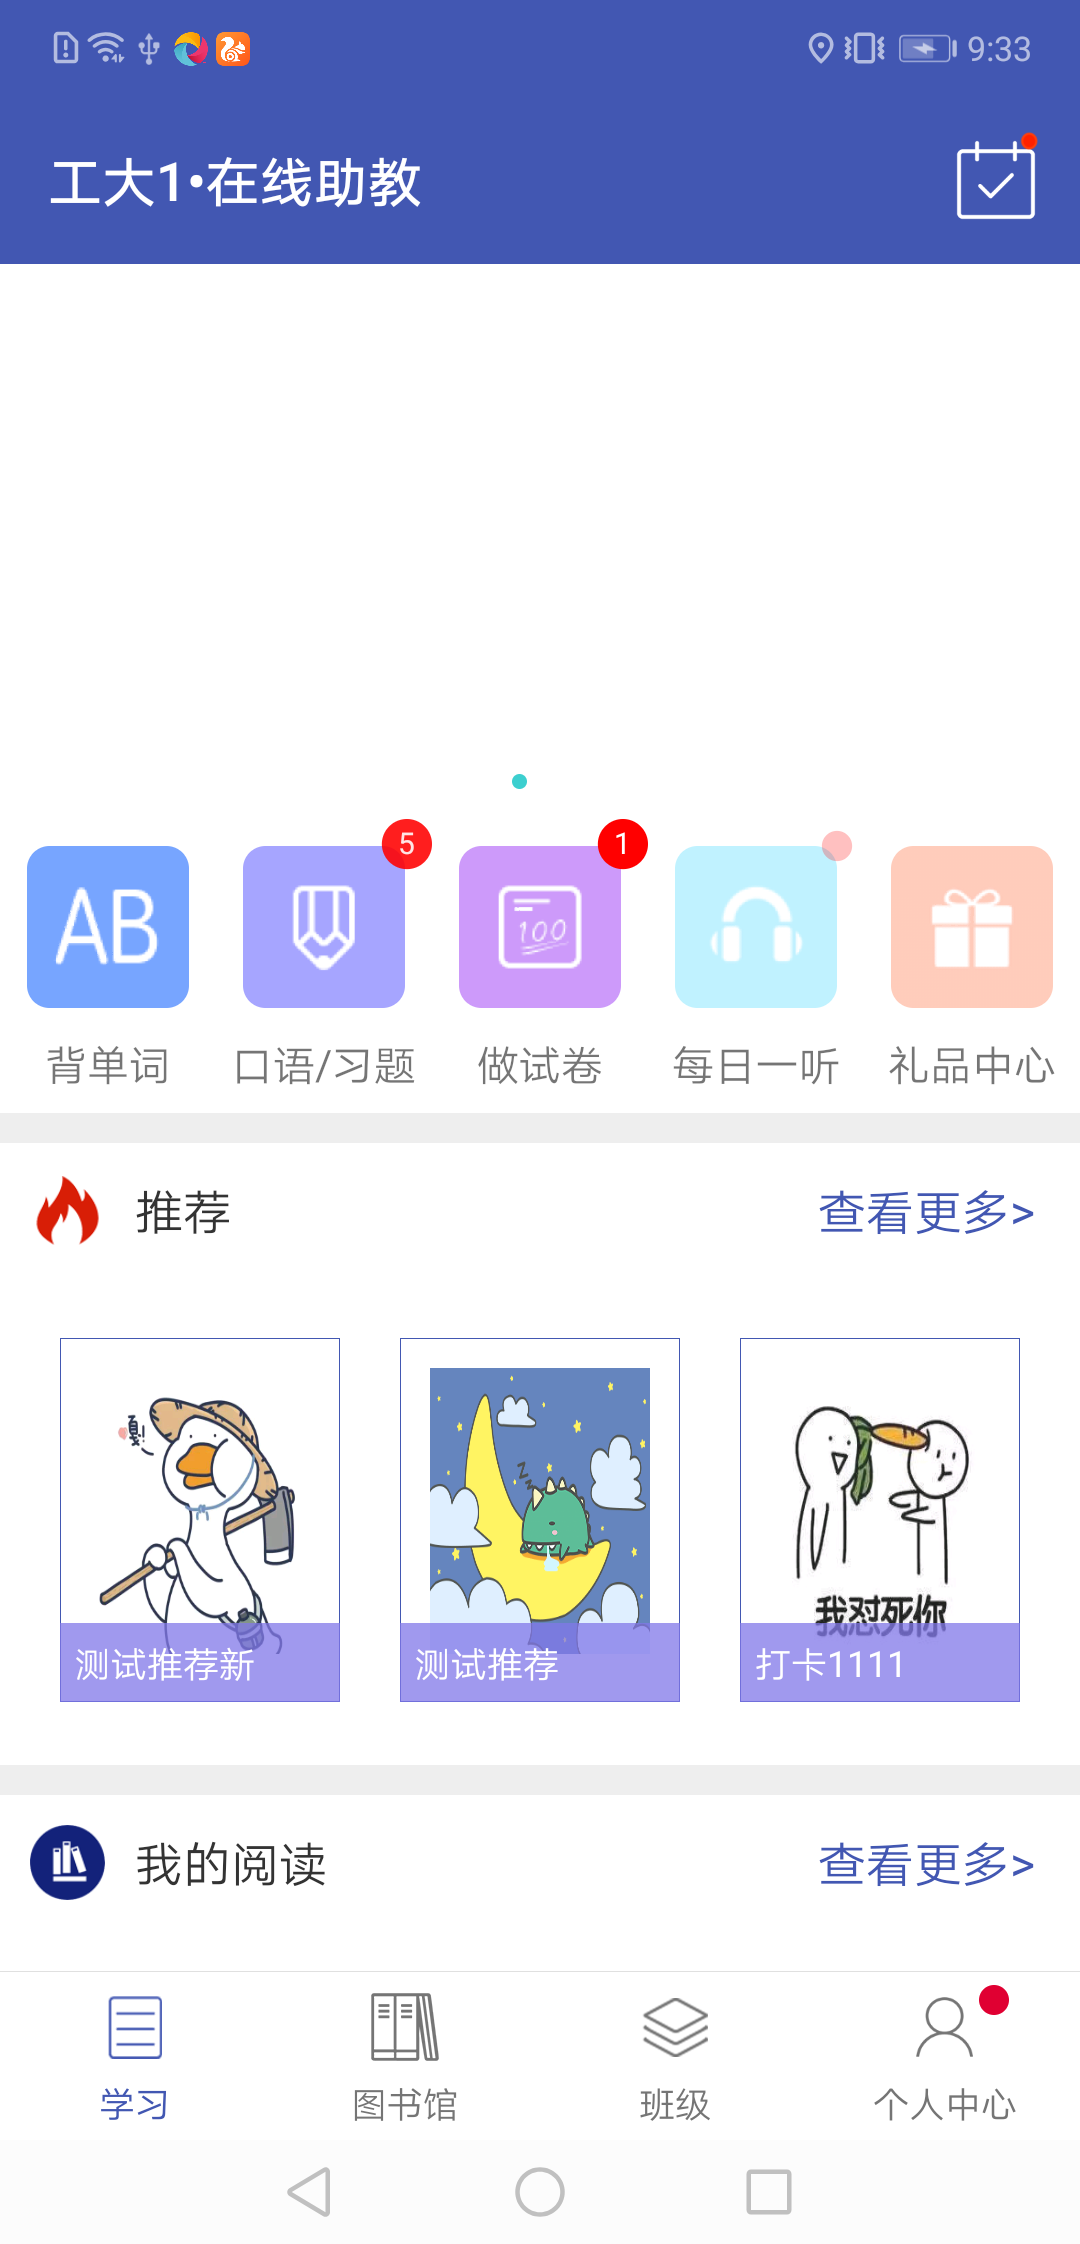 9:33
工大1•在线助教
5
1
AB
100
背单词
口语/习题
做试卷
每日一听
礼品中心
推荐
查看更多>
嘎!
z z z
我怼死你
测试推荐新
测试推荐
打卡1111
我的阅读
查看更多>
学习
图书馆
班级
个人中心